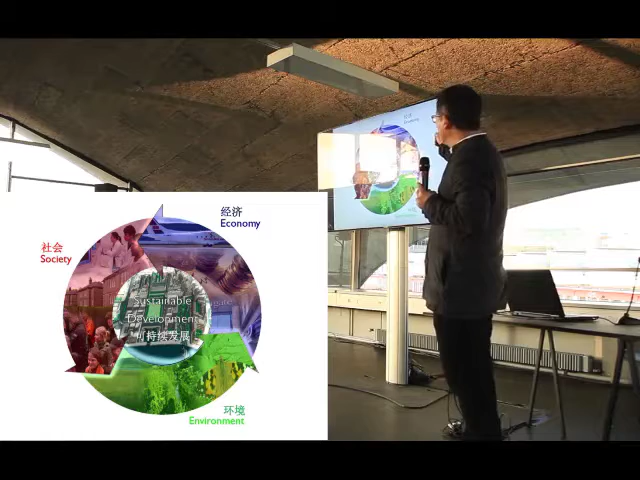 经济
Economy
社会
Society
Sustainable
Development
可持续发展
环境
Environment